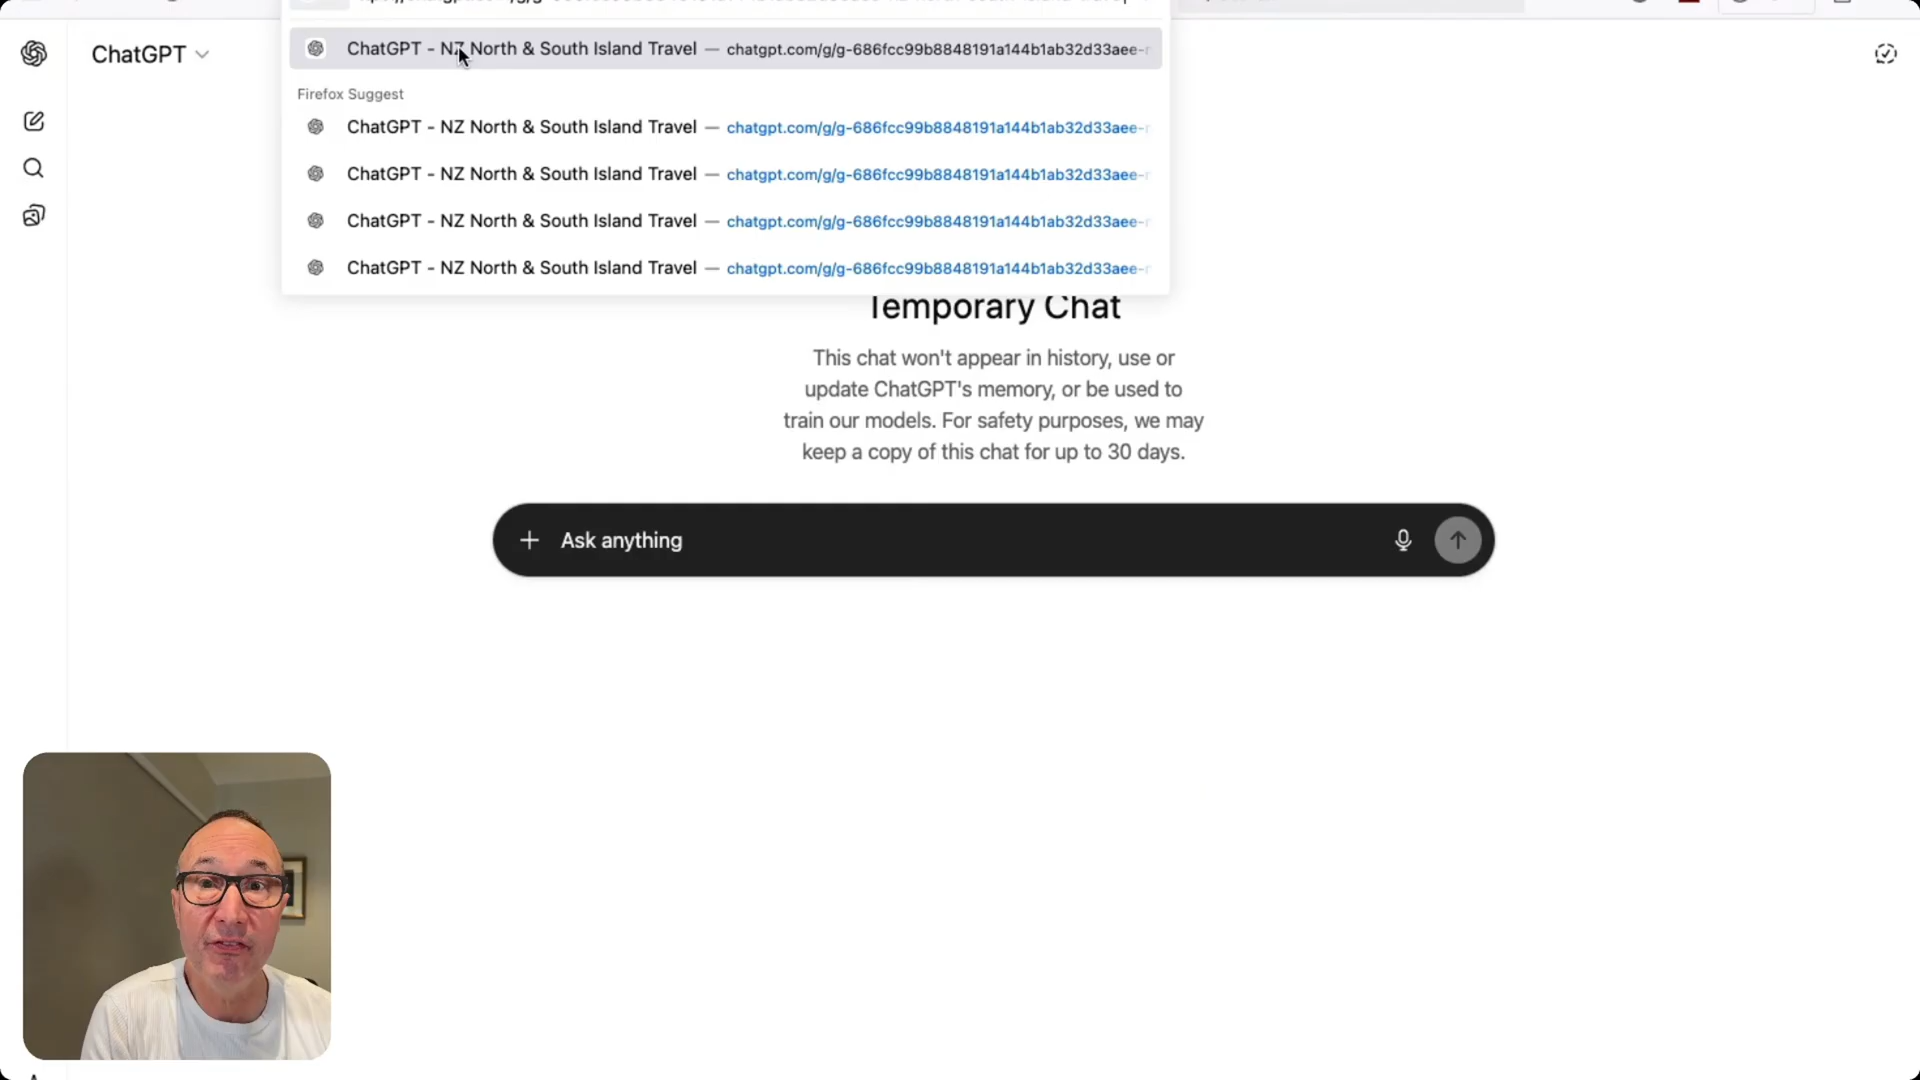 ChatGPT
ChatGPT - NZ North & South Island Travel — chatgpt.com/g/g-686fcc99b8848191a144b1ab32d33aee-
Firefox Suggest
ChatGPT - NZ North & South Island Travel — chatgpt.com/g/g-686fcc99b8848191a144b1ab32d33aee-
ChatGPT - NZ North & South Island Travel — chatgpt.com/g/g-686fcc99b8848191a144b1ab32d33aee-
ChatGPT - NZ North & South Island Travel — chatgpt.com/g/g-686fcc99b8848191a144b1ab32d33aee-
ChatGPT - NZ North & South Island Travel — chatgpt.com/g/g-686fcc99b8848191a144b1ab32d33aee-
Temporary Chat
This chat won't appear in history, use or
update ChatGPT's memory, or be used to
train our models. For safety purposes, we may
keep a copy of this chat for up to 30 days.
Ask anything